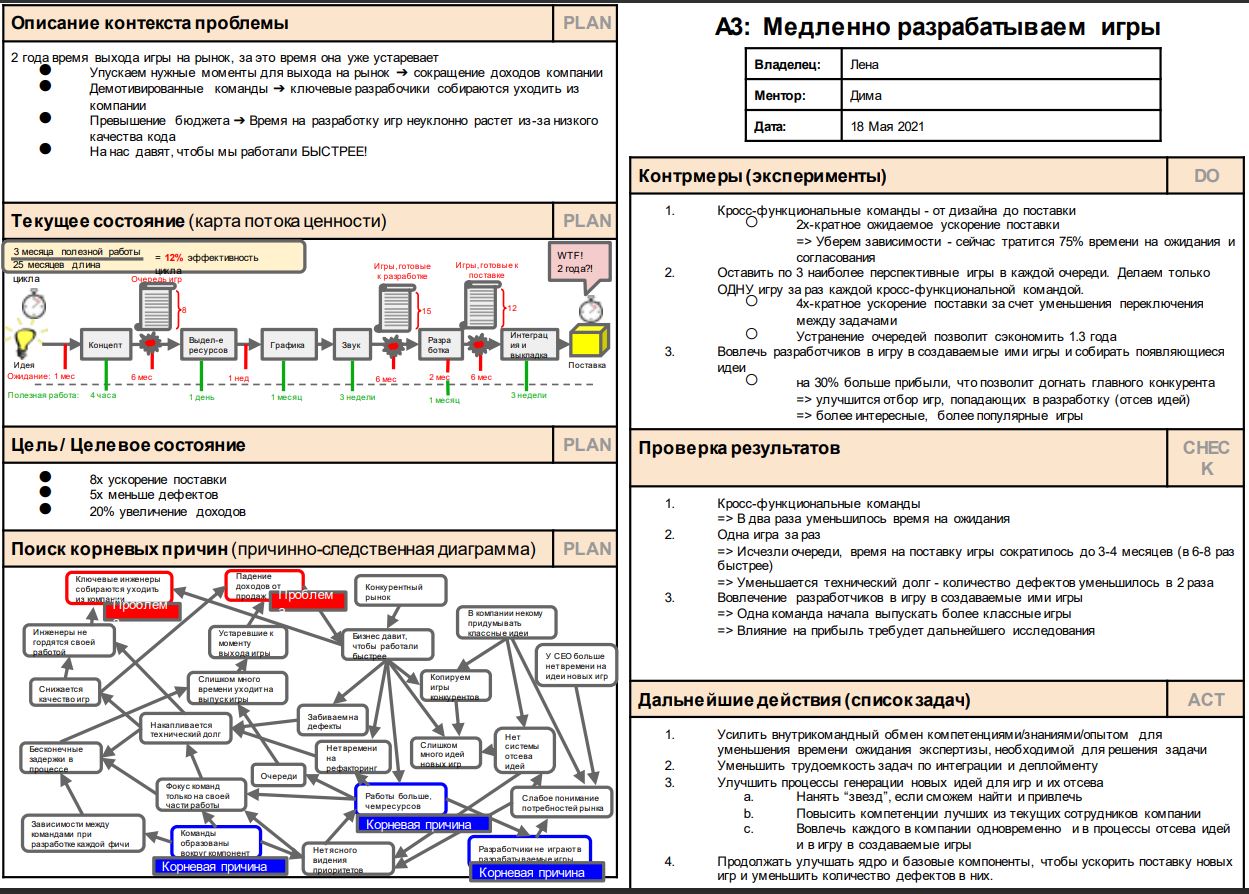 Описание контекста проблемы
PLAN
2 года время выхода игры на рынок, за это время она уже устаревает
● Упускаем нужные моменты для выхода на рынок ➔ сокращение доходов компании
● Демотивированные команды ➔ ключевые разрабочики собираются уходить из
компании
● Превышение бюджета ➔ Время на разработку игр неуклонно растет из-за низкого
качества кода
● На нас давят, чтобы мы работали БЫСТРЕЕ!
Текущее состояние (карта потока ценности)
PLAN
3 месяца полезной работы
25 месяцев длина
цикла
= 12% эффективность
цикла
Очередь игр
8
Игры, готовые
к разработке
15
Игры, готовые к
поставке
12
WTF!
2 года?!
Идея
Концепт
Выдел-е
ресурсов
Графика
Звук
Разра
ботка
Интеграц
ия и
выкладка
Поставка
Ожидание: 1 мес
6 мес
1 нед
6 мес
2 мес
6 мес
Полезная работа:
4 часа
1 день
1 месяц
3 недели
1 месяц
3 недели
Цель / Целевое состояние
PLAN
● 8x ускорение поставки
● 5x меньше дефектов
● 20% увеличение доходов
Поиск корневых причин (причинно-следственная диаграмма)
PLAN
Ключевые инженеры
собираются уходить
из компании
Проблем
а
Падение
доходов от
продаж
Проблем
а
Конкурентный
рынок
В компании некому
придумывать
классные идеи
Инженеры не
гордятся своей
работой
Устаревшие к
моменту
выхода игры
Бизнес давит,
чтобы работали
быстрее
У CEO больше
нет времени на
идеи новых игр
Снижается
качество игр
Слишком много
времени уходит на
выпуск игры
Копируем
игры
конкурентов
Накапливается
технический долг
Забиваем на
дефекты
Бесконечные
задержки в
процессе
Нет времени
на
рефакторинг
Слишком
много идей
новых игр
Нет
системы
отсева
идей
Очереди
Фокус команд
только на своей
части работы
Работы больше,
чем ресурсов
Корневая причина
Слабое понимание
потребностей рынка
Зависимости между
командами при
разработке каждой фичи
Команды
образованы
вокруг компонент
Корневая причина
Нет ясного
видения
приоритетов
Разработчики не играют в
разрабатываемые игры
Корневая причина
A3: Медленно разрабатываем игры
Владелец: Лена
Ментор: Дима
Дата: 18 Мая 2021
Контрмеры (эксперименты)
DO
1. Кросс-функциональные команды - от дизайна до поставки
○ 2x-кратное ожидаемое ускорение поставки
=> Уберем зависимости - сейчас тратится 75% времени на ожидания и
согласования
2. Оставить по 3 наиболее перспективные игры в каждой очереди. Делаем только
ОДНУ игру за раз каждой кросс-функциональной командой.
○ 4x-кратное ускорение поставки за счет уменьшения переключения
между задачами
○ Устранение очередей позволит сэкономить 1.3 года
3. Вовлечь разработчиков в игру в создаваемые ими игры и собирать появляющиеся
идеи
○ на 30% больше прибыли, что позволит догнать главного конкурента
=> улучшится отбор игр, попадающих в разработку (отсев идей)
=> более интересные, более популярные игры
Проверка результатов
CHEC
K
1. Кросс-функциональные команды
=> В два раза уменьшилось время на ожидания
2. Одна игра за раз
=> Исчезли очереди, время на поставку игры сократилось до 3-4 месяцев (в 6-8 раз
быстрее)
=> Уменьшается технический долг - количество дефектов уменьшилось в 2 раза
3. Вовлечение разработчиков в игру в создаваемые ими игры
=> Одна команда начала выпускать более классные игры
=> Влияние на прибыль требует дальнейшего исследования
Дальнейшие действия (список задач)
ACT
1. Усилить внутрикомандный обмен компетенциями/знаниями/опытом для
уменьшения времени ожидания экспертизы, необходимой для решения задачи
2. Уменьшить трудоемкость задач по интеграции и деплойменту
3. Улучшить процессы генерации новых идей для игр и их отсева
a. Нанять “звезд”, если сможем найти и привлечь
b. Повысить компетенции лучших из текущих сотрудников компании
c. Вовлечь каждого в компании одновременно и в процессы отсева идей
и в игру в создаваемые игры
4. Продолжать улучшать ядро и базовые компоненты, чтобы ускорить поставку новых
игр и уменьшить количество дефектов в них.